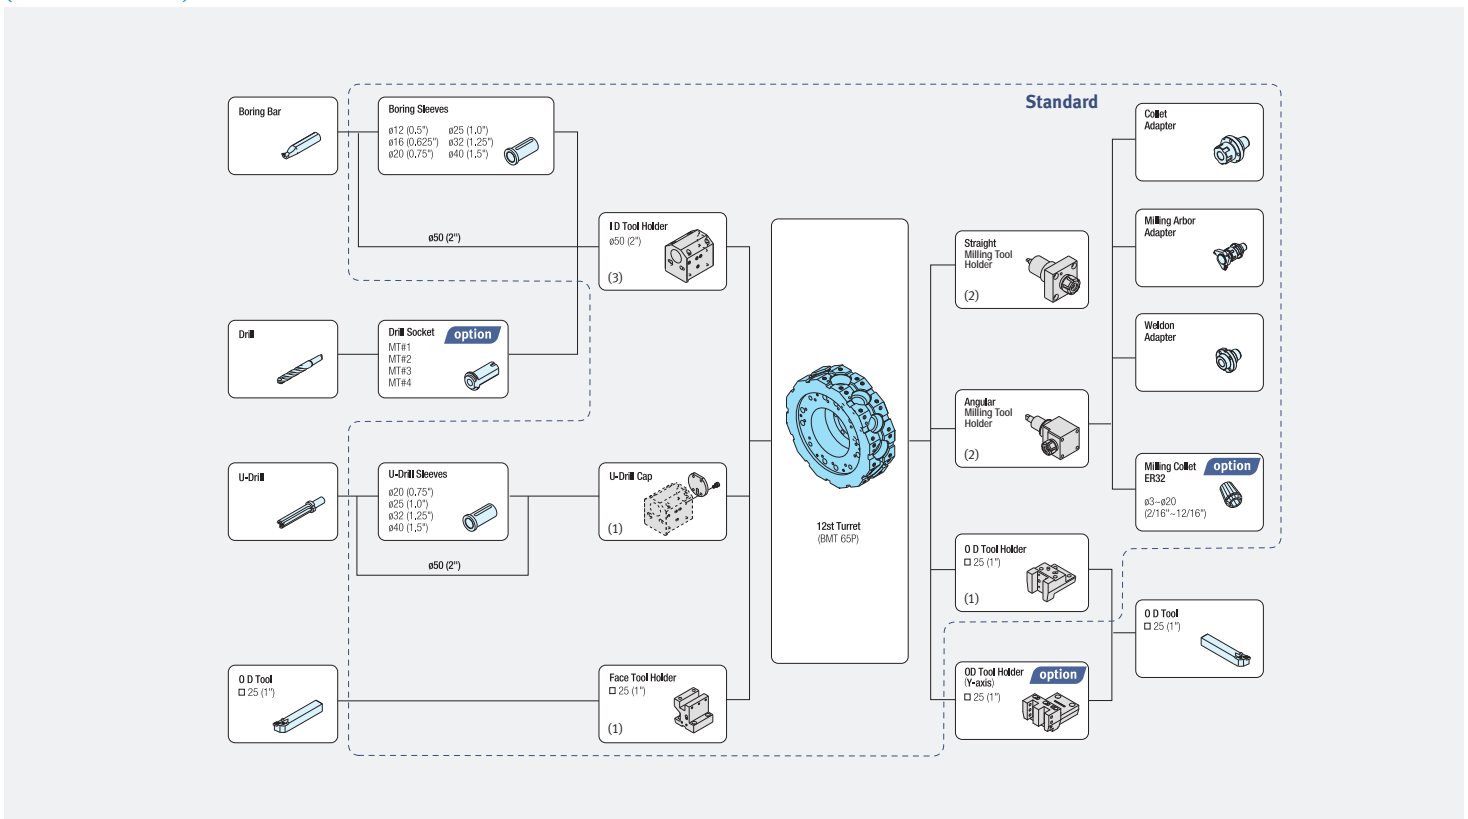 Standard
Boring Bar
Boring Sleeves
ø12 (0.5") ø25 (1.0")
ø16 (0.625") ø32 (1.25")
ø20 (0.75") ø40 (1.5")
ø50 (2")
I D Tool Holder
ø50 (2")
(3)
Drill
Drill Socket
option
MT#1
MT#2
MT#3
MT#4
U-Drill
U-Drill Sleeves
ø20 (0.75")
ø25 (1.0")
ø32 (1.25")
ø40 (1.5")
ø50 (2")
U-Drill Cap
(1)
O D Tool
□ 25 (1")
Face Tool Holder
□ 25 (1")
(1)
12st Turret
(BMT 65P)
Straight
Milling Tool
Holder
(2)
Angular
Milling Tool
Holder
(2)
O D Tool Holder
□ 25 (1")
(1)
OD Tool Holder
(Y-axis)
option
□ 25 (1")
Collet
Adapter
Milling Arbor
Adapter
Weldon
Adapter
Milling Collet
ER32
option
ø3~ø20
(2/16"~12/16")
O D Tool
□ 25 (1")